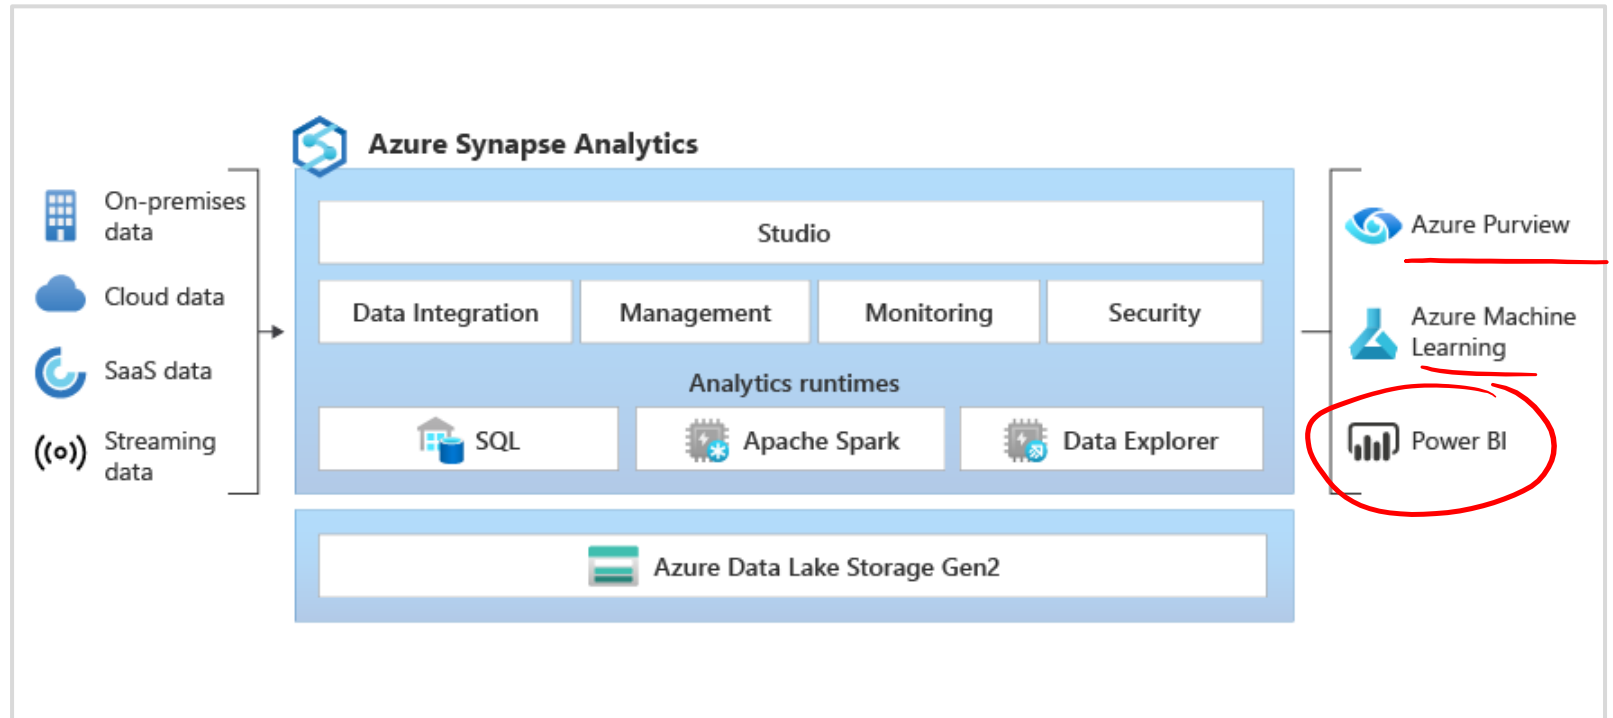 Azure Synapse Analytics
On-premises
data
Cloud data
SaaS data
Streaming
data
Studio
Data Integration
Management
Monitoring
Security
Analytics runtimes
SQL
Apache Spark
Data Explorer
Azure Data Lake Storage Gen2
Azure Purview
Azure Machine
Learning
Power BI